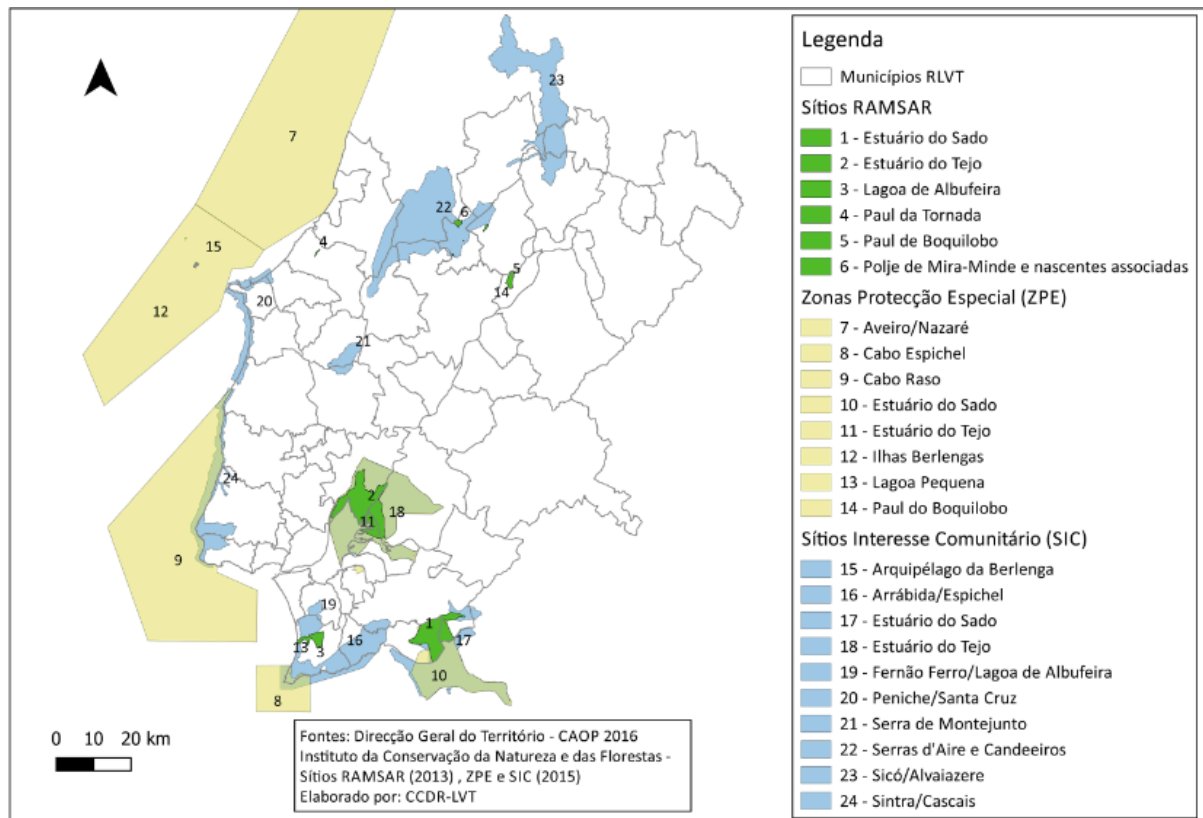 7
23
22
6
4
15
5
14
12
20
21
24
2
18
11
9
19
1
13
3
16
17
10
8
0 10 20 km
Fontes: Direcção Geral do Território - CAOP 2016
Instituto da Conservação da Natureza e das Florestas -
Sítios RAMSAR (2013) , ZPE e SIC (2015)
Elaborado por: CCDR-LVT
Legenda
Municípios RLVT
Sítios RAMSAR
1 - Estuário do Sado
2 - Estuário do Tejo
3 - Lagoa de Albufeira
4 - Paul da Tornada
5 - Paul de Boquilobo
6 - Polje de Mira-Minde e nascentes associadas
Zonas Protecção Especial (ZPE)
7 - Aveiro/Nazaré
8 - Cabo Espichel
9 - Cabo Raso
10 - Estuário do Sado
11 - Estuário do Tejo
12 - Ilhas Berlengas
13 - Lagoa Pequena
14 - Paul do Boquilobo
Sítios Interesse Comunitário (SIC)
15 - Arquipélago da Berlenga
16 - Arrábida/Espichel
17 - Estuário do Sado
18 - Estuário do Tejo
19 - Fernão Ferro/Lagoa de Albufeira
20 - Peniche/Santa Cruz
21 - Serra de Montejunto
22 - Serras d'Aire e Candeeiros
23 - Sicó/Alvaiazere
24 - Sintra/Cascais